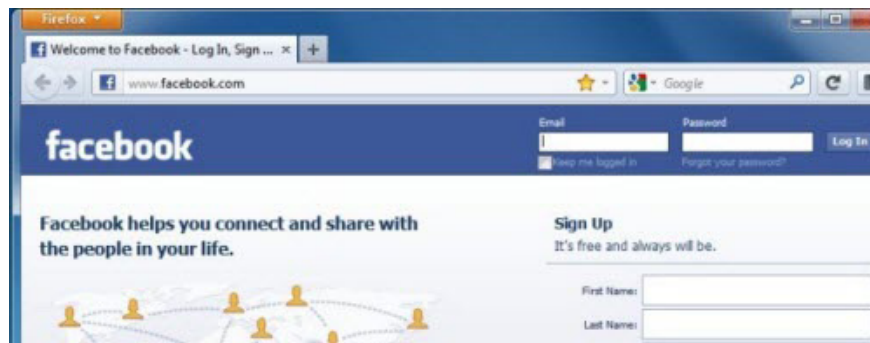 Firefox
Welcome to Facebook - Log In, Sign ...
www.facebook.com
Google
facebook
Email
Password
Log In
Keep me logged in
Forgot your password?
Facebook helps you connect and share with
the people in your life.
Sign Up
It's free and always will be.
First Name:
Last Name: